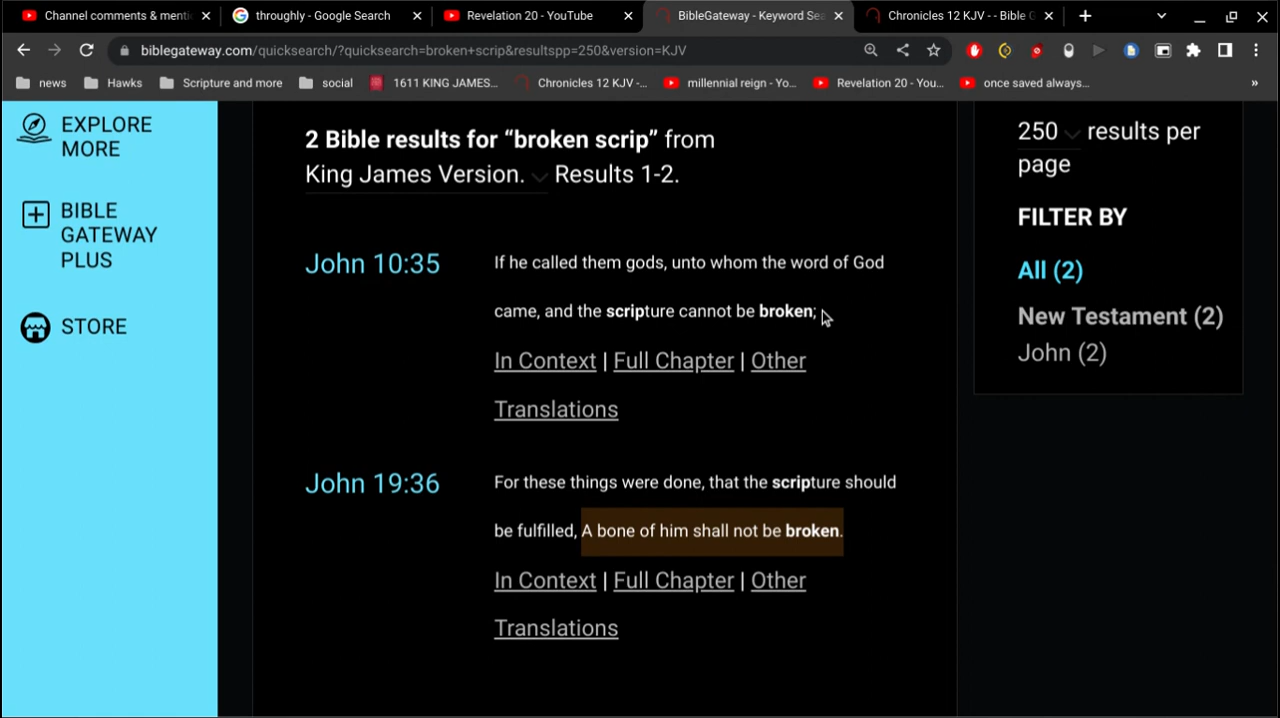 Channel comments & menti
throughly - Google Search
Revelation 20 - YouTube
BibleGateway - Keyword Sea
Chronicles 12 KJV - - Bible G
biblegateway.com/quicksearch/?quicksearch=broken+scrip&resultspp=250&version=KJV
news
Hawks
Scripture and more
social
1611 KING JAMES...
Chronicles 12 KJV -...
millennial reign - Yo...
Revelation 20 - You...
once saved always...
»
EXPLORE
MORE
BIBLE
GATEWAY
PLUS
STORE
2 Bible results for “broken scrip” from
King James Version. Results 1-2.
John 10:35
If he called them gods, unto whom the word of God
came, and the scripture cannot be broken;
In Context | Full Chapter | Other
Translations
John 19:36
For these things were done, that the scripture should
be fulfilled, A bone of him shall not be broken.
In Context | Full Chapter | Other
Translations
250 results per
page
FILTER BY
All (2)
New Testament (2)
John (2)